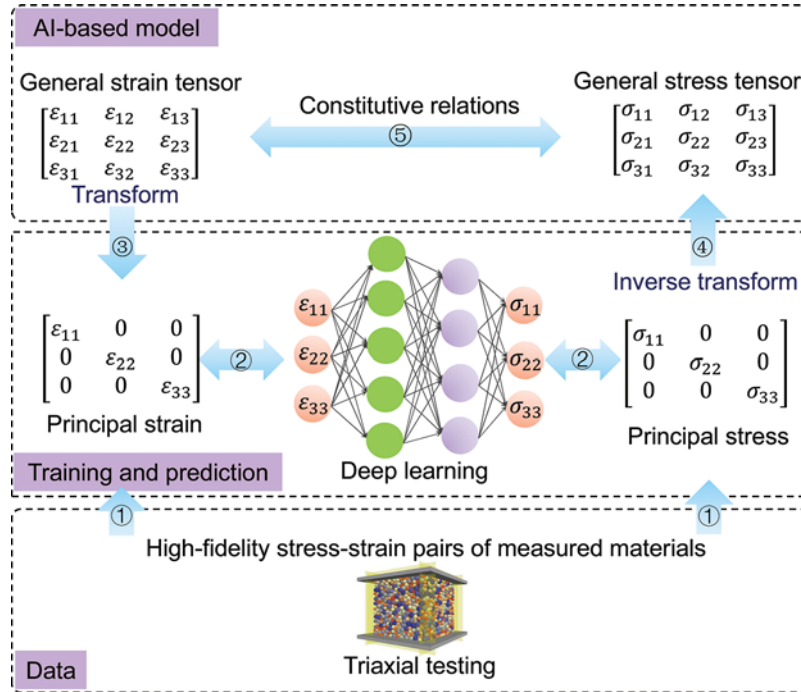 AI-based model
General strain tensor
General stress tensor
Constitutive relations
⑤
ε11 ε12 ε13
ε21 ε22 ε23
ε31 ε32 ε33
σ11 σ12 σ13
σ21 σ22 σ23
σ31 σ32 σ33
Transform
③
④
Inverse transform
ε11 0 0
0 ε22 0
0 0 ε33
②
ε11
ε22
ε33
σ11
σ22
σ33
②
σ11 0 0
0 σ22 0
0 0 σ33
Principal strain
Deep learning
Principal stress
Training and prediction
①
①
High-fidelity stress-strain pairs of measured materials
Triaxial testing
Data